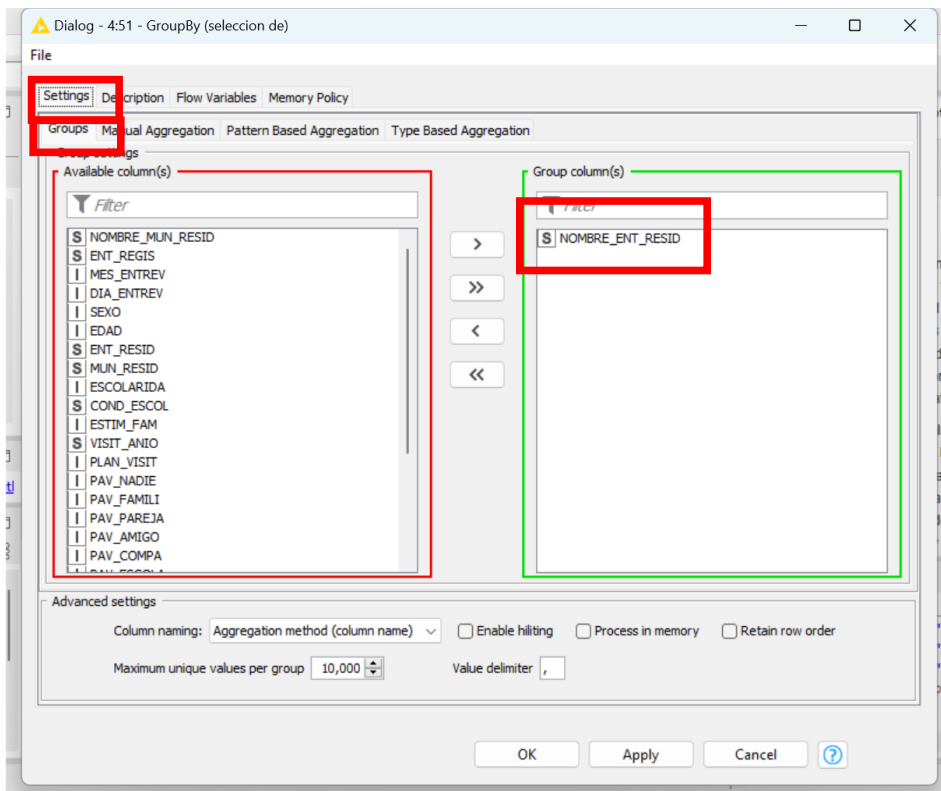 Dialog - 4:51 - GroupBy (seleccion de)
File
Settings Description Flow Variables Memory Policy
Groups Manual Aggregation Pattern Based Aggregation Type Based Aggregation
Group settings
Available column(s) Group column(s)
Filter Filter
S NOMBRE_MUN_RESID S NOMBRE_ENT_RESID
S ENT_REGIS
I MES_ENTREV
I DIA_ENTREV
I SEXO
I EDAD
S ENT_RESID
S MUN_RESID
I ESCOLARIDA
S COND_ESCOL
I ESTIM_FAM
S VISIT_ANIO
I PLAN_VISIT
I PAV_NADIE
I PAV_FAMILI
I PAV_PAREJA
I PAV_AMIGO
I PAV_COMPA
> >> < <<
Advanced settings
Column naming: Aggregation method (column name) Enable hiliting Process in memory Retain row order
Maximum unique values per group 10,000 Value delimiter ,
OK Apply Cancel ?